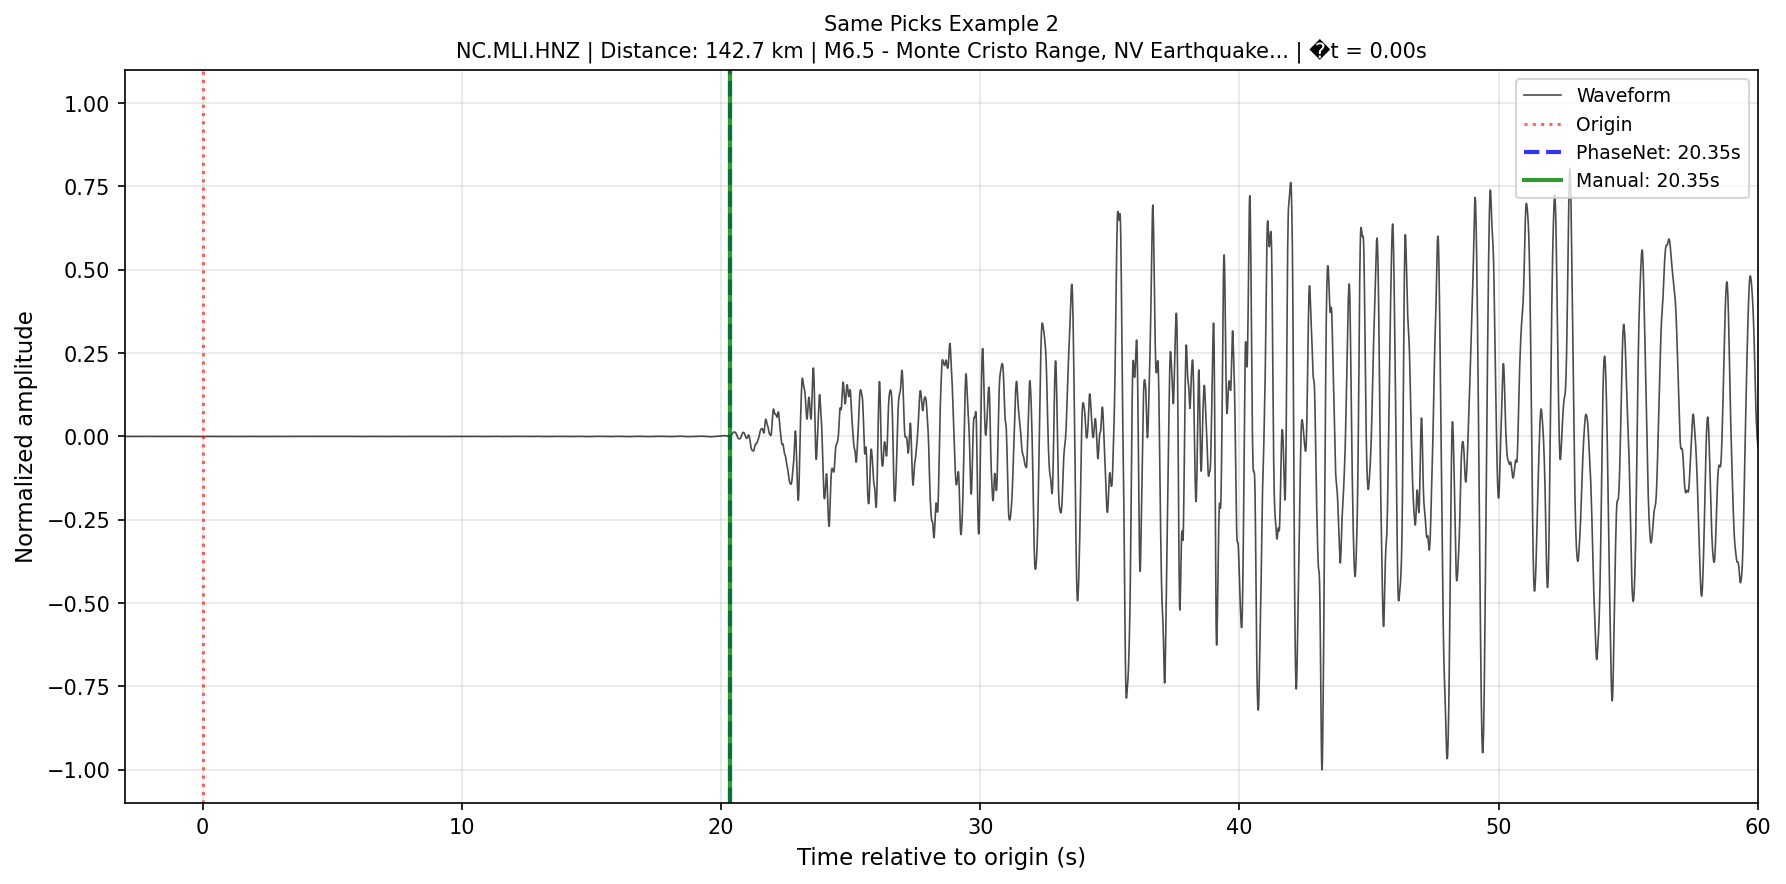 Same Picks Example 2
NC.MLI.HNZ | Distance: 142.7 km | M6.5 - Monte Cristo Range, NV Earthquake... | �t = 0.00s
Waveform
Origin
PhaseNet: 20.35s
Manual: 20.35s
Normalized amplitude
1.00
0.75
0.50
0.25
0.00
−0.25
−0.50
−0.75
−1.00
0 10 20 30 40 50 60
Time relative to origin (s)